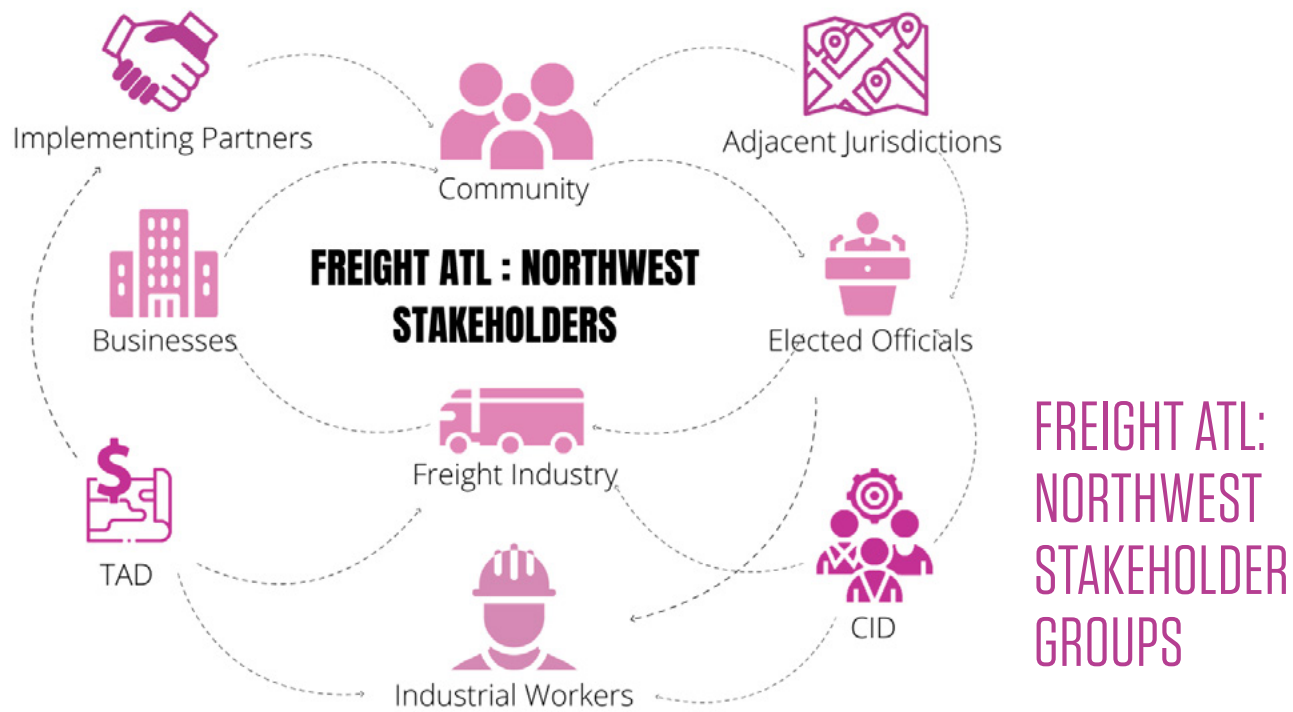 Implementing Partners
Adjacent Jurisdictions
Community
Businesses
FREIGHT ATL : NORTHWEST
STAKEHOLDERS
Elected Officials
Freight Industry
$
TAD
CID
Industrial Workers
FREIGHT ATL:
NORTHWEST
STAKEHOLDER
GROUPS